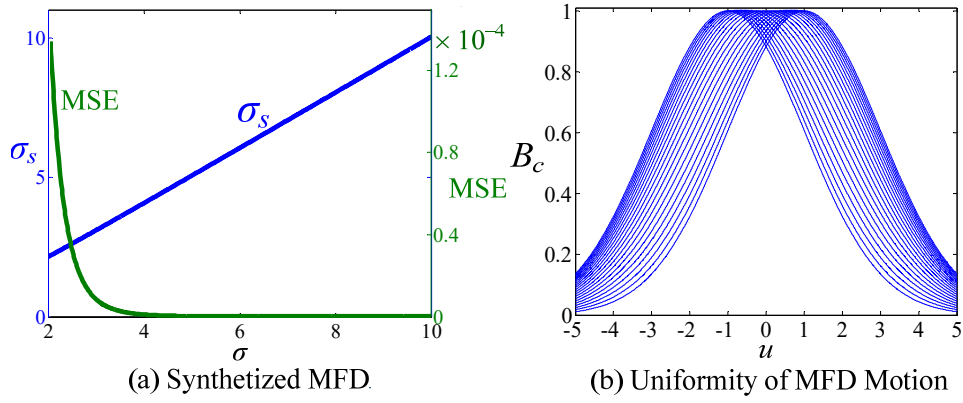 10
5
0
σs
MSE
σs
× 10⁻⁴
1.2
0.8
MSE
0.4
0
2 4 6 8 10
σ
(a) Synthetized MFD.
1
0.8
0.6
0.4
0.2
0
Bc
-5 -4 -3 -2 -1 0 1 2 3 4 5
u
(b) Uniformity of MFD Motion